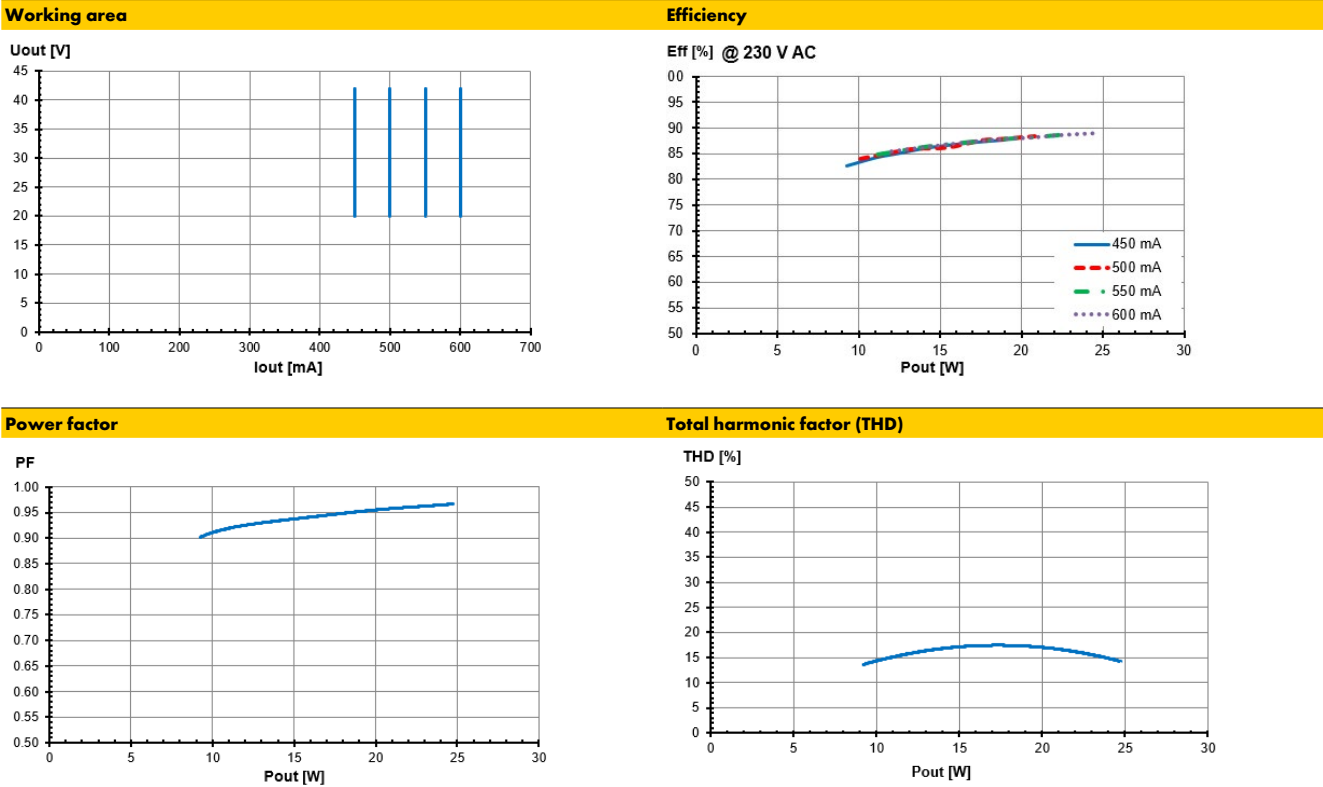 Working area
Uout [V]
45
40
35
30
25
20
15
10
5
0
0 100 200 300 400 500 600 700
Iout [mA]
Efficiency
Eff [%] @ 230 V AC
00
95
90
85
80
75
70
65
60
55
50
450 mA
500 mA
550 mA
600 mA
0 5 10 15 20 25 30
Pout [W]
Power factor
PF
1.00
0.95
0.90
0.85
0.80
0.75
0.70
0.65
0.60
0.55
0.50
0 5 10 15 20 25 30
Pout [W]
Total harmonic factor (THD)
THD [%]
50
45
40
35
30
25
20
15
10
5
0
0 5 10 15 20 25 30
Pout [W]